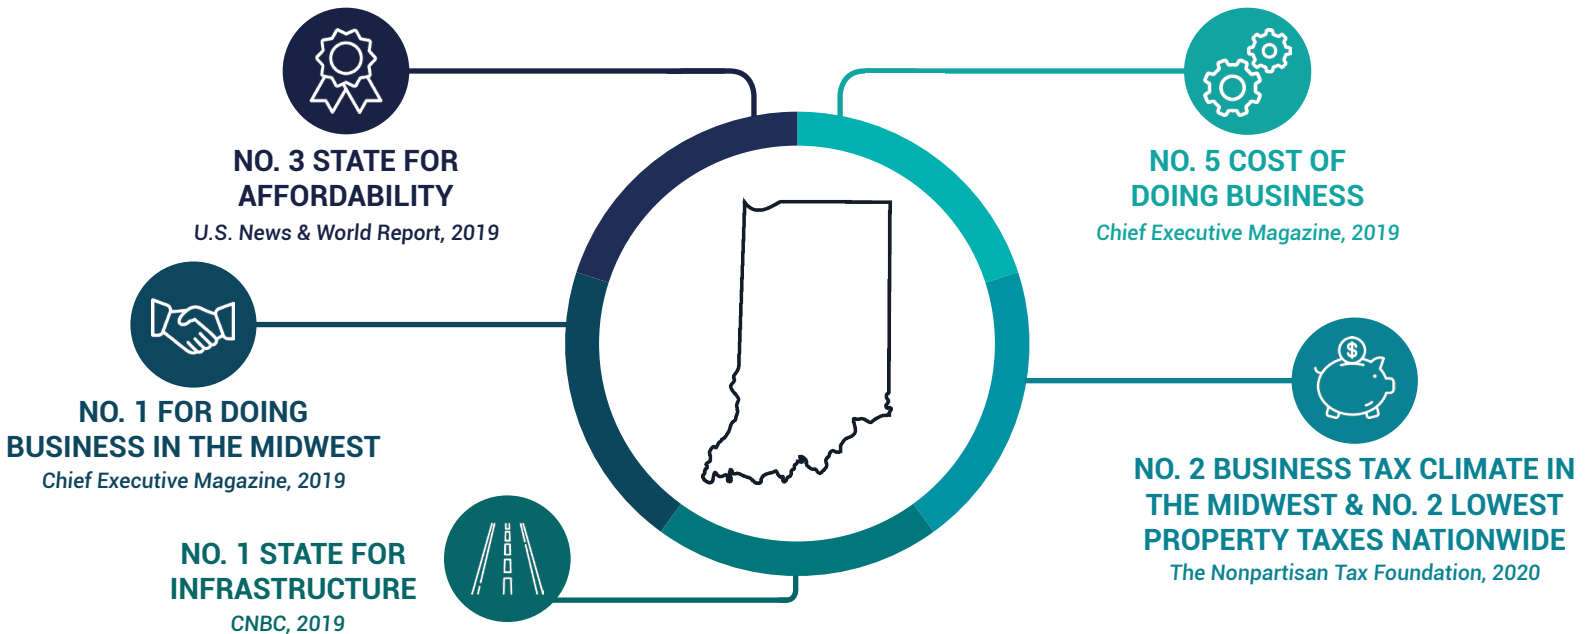 NO. 3 STATE FOR
AFFORDABILITY
U.S. News & World Report, 2019
NO. 5 COST OF
DOING BUSINESS
Chief Executive Magazine, 2019
NO. 1 FOR DOING
BUSINESS IN THE MIDWEST
Chief Executive Magazine, 2019
$
NO. 2 BUSINESS TAX CLIMATE IN
THE MIDWEST & NO. 2 LOWEST
PROPERTY TAXES NATIONWIDE
The Nonpartisan Tax Foundation, 2020
NO. 1 STATE FOR
INFRASTRUCTURE
CNBC, 2019